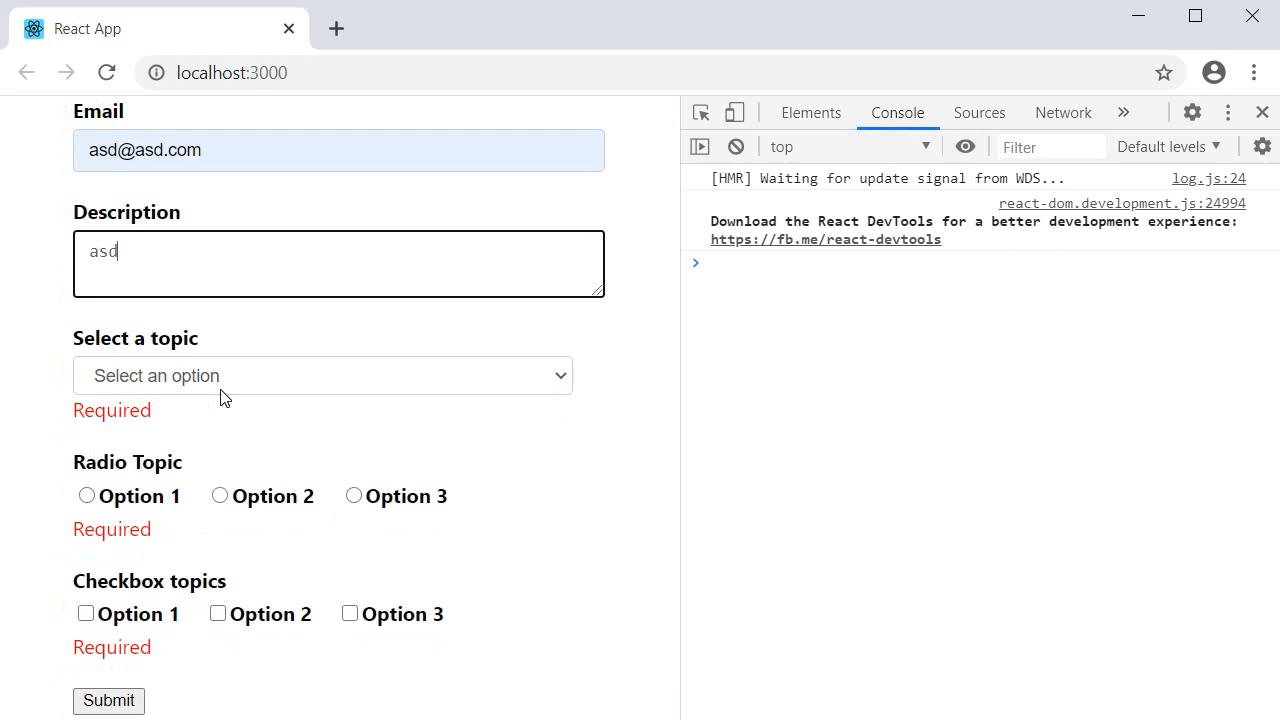 React App
localhost:3000
Email
asd@asd.com
Description
asd
Select a topic
Select an option
Required
Radio Topic
Option 1 Option 2 Option 3
Required
Checkbox topics
Option 1 Option 2 Option 3
Required
Submit
Elements Console Sources Network
top Filter Default levels
[HMR] Waiting for update signal from WDS... log.js:24
react-dom.development.js:24994
Download the React DevTools for a better development experience:
https://fb.me/react-devtools